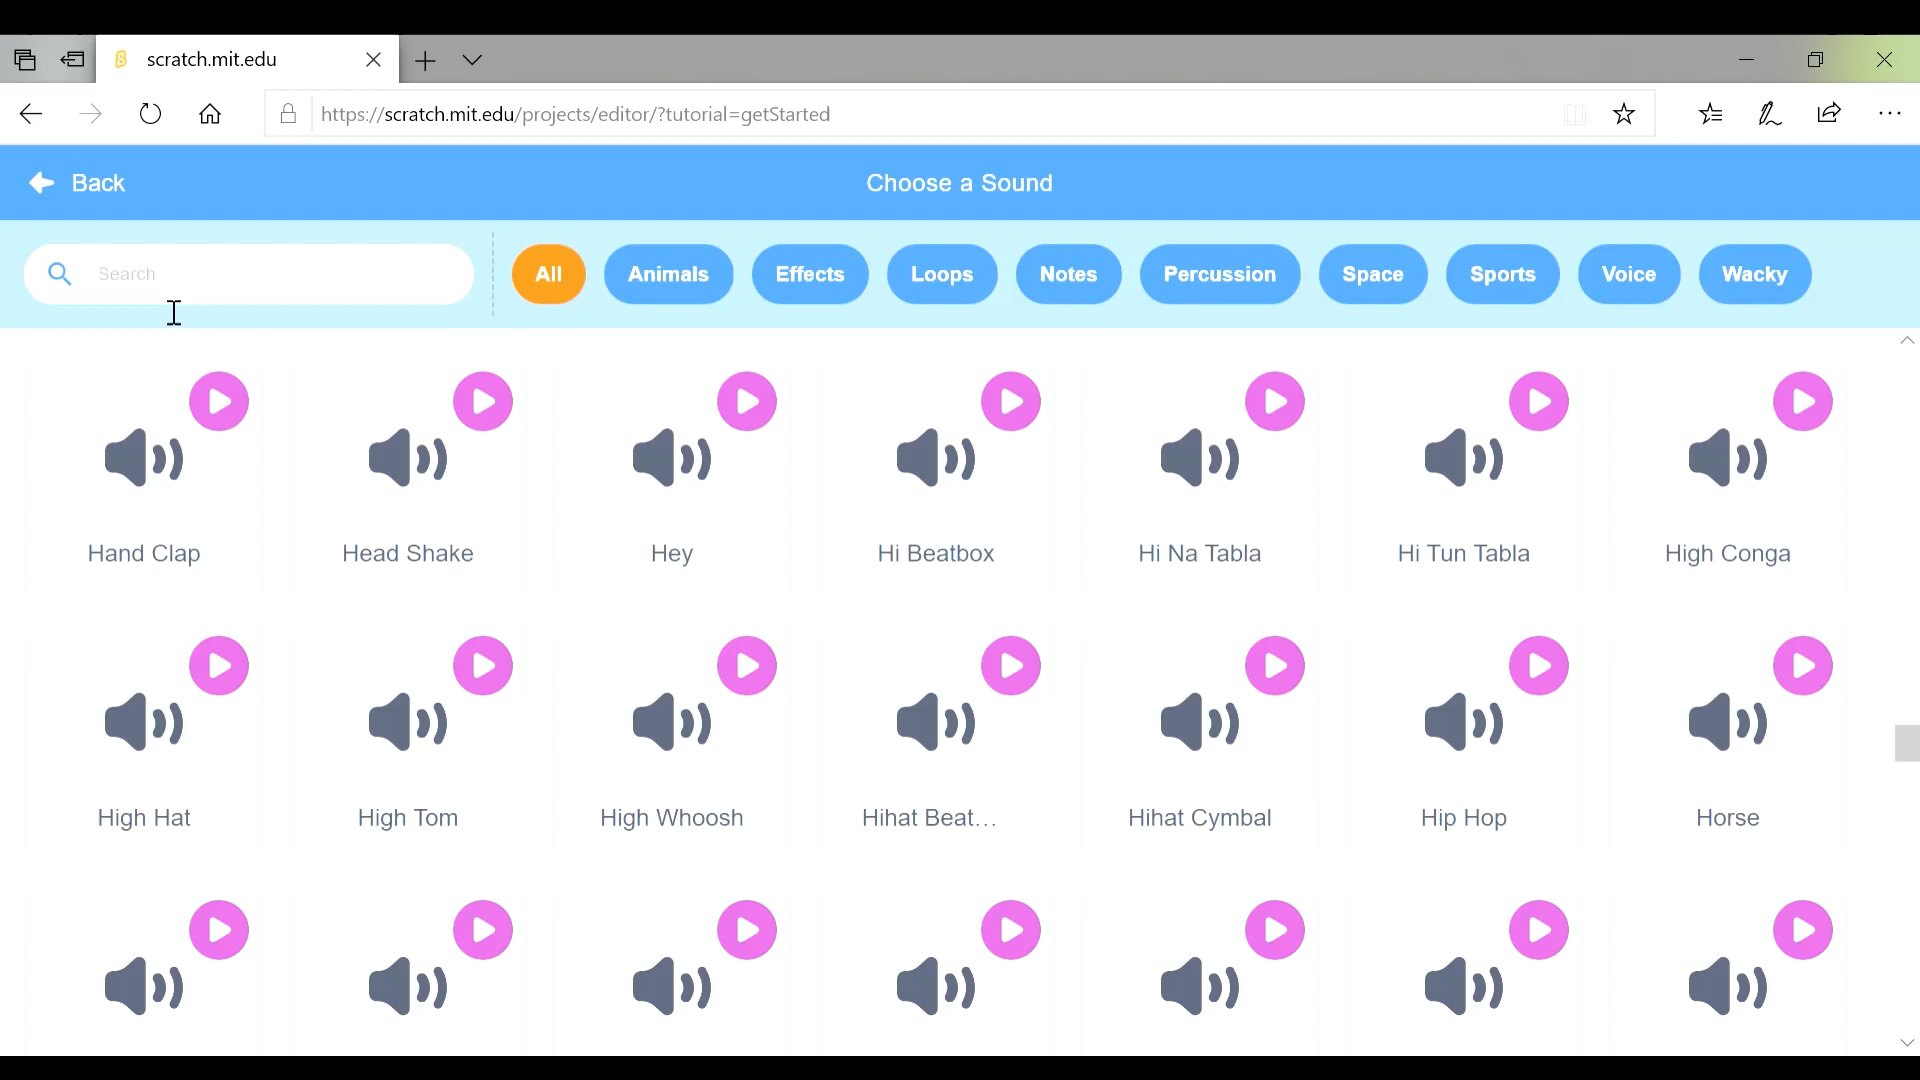 scratch.mit.edu
https://scratch.mit.edu/projects/editor/?tutorial=getStarted
Back
Choose a Sound
Search
All
Animals
Effects
Loops
Notes
Percussion
Space
Sports
Voice
Wacky
Hand Clap
Head Shake
Hey
Hi Beatbox
Hi Na Tabla
Hi Tun Tabla
High Conga
High Hat
High Tom
High Whoosh
Hihat Beat...
Hihat Cymbal
Hip Hop
Horse